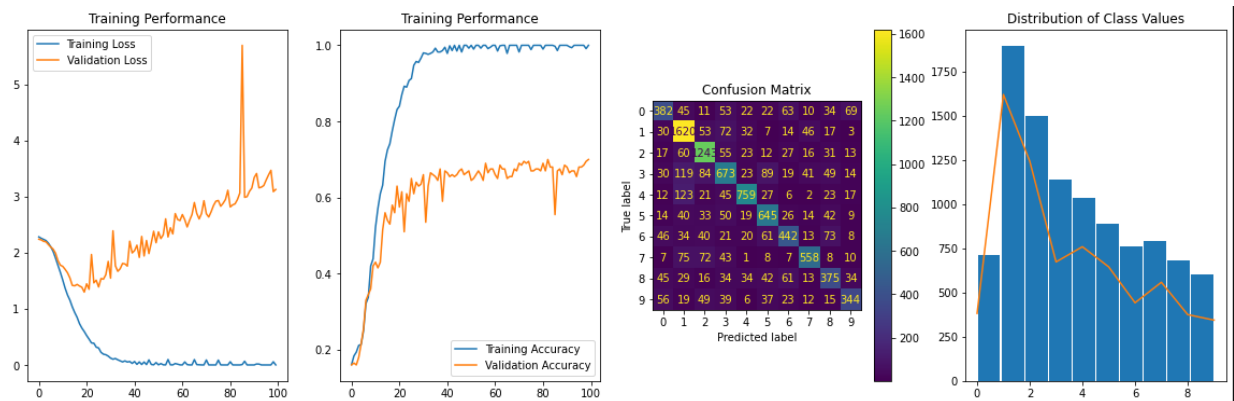 Training Performance
Training Loss
Validation Loss
5
4
3
2
1
0
0 20 40 60 80 100
Training Performance
1.0
0.8
0.6
0.4
0.2
Training Accuracy
Validation Accuracy
0 20 40 60 80 100
Confusion Matrix
True label
0 382 45 11 53 22 22 63 10 34 69
1 30 1620 53 72 32 7 14 46 17 3
2 17 60 1243 55 23 12 27 16 31 13
3 30 119 84 673 23 89 19 41 49 14
4 12 123 21 45 759 27 6 2 23 17
5 14 40 33 50 19 645 26 14 42 9
6 46 34 40 21 20 61 442 13 73 8
7 7 75 72 43 1 8 7 558 8 10
8 45 29 16 34 34 42 61 13 375 34
9 56 19 49 39 6 37 23 12 15 344
0 1 2 3 4 5 6 7 8 9
Predicted label
1600
1400
1200
1000
800
600
400
200
Distribution of Class Values
1750
1500
1250
1000
750
500
250
0
0 2 4 6 8